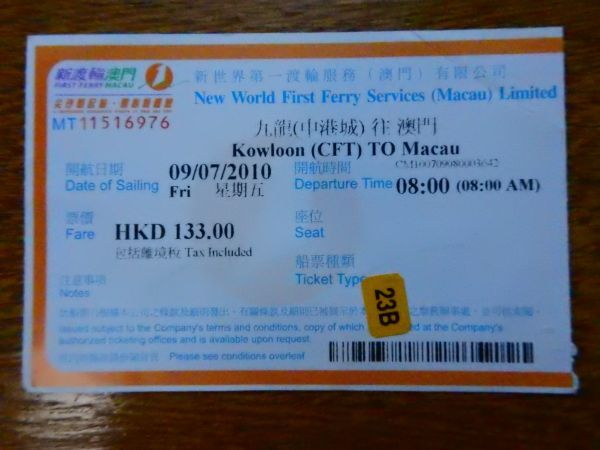 新渡輪澳門
FIRST FERRY MACAU
新世界第一渡輪服務（澳門）有限公司
New World First Ferry Services (Macau) Limited
MT11516976
九龍(中港城) 往 澳門
Kowloon (CFT) TO Macau
開航日期
Date of Sailing
09/07/2010
Fri 星期五
開航時間
Departure Time
08:00 (08:00 AM)
票價
Fare
HKD 133.00
包括離境稅 Tax Included
座位
Seat
船票種類
Ticket Type
23B
注意事項
Notes
issued subject to the Company's terms and conditions, copy of which at the Company's
authorized ticketing offices and is available upon request.
Please see conditions overleaf